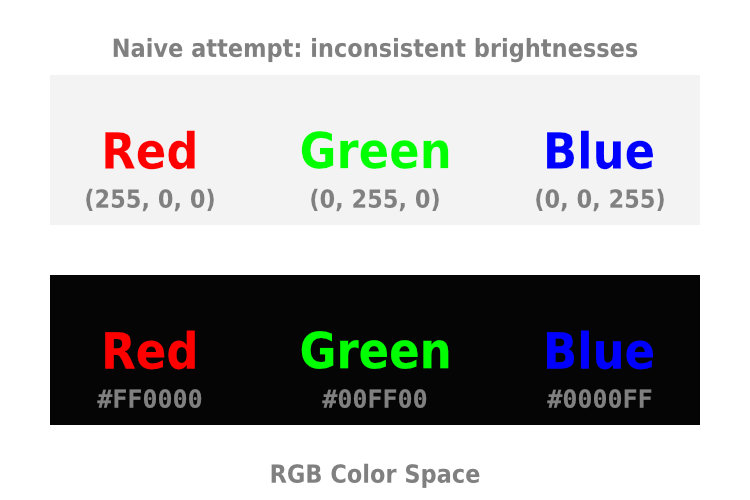 Naive attempt: inconsistent brightnesses
Red Green Blue
(255, 0, 0) (0, 255, 0) (0, 0, 255)
Red Green Blue
#FF0000 #00FF00 #0000FF
RGB Color Space